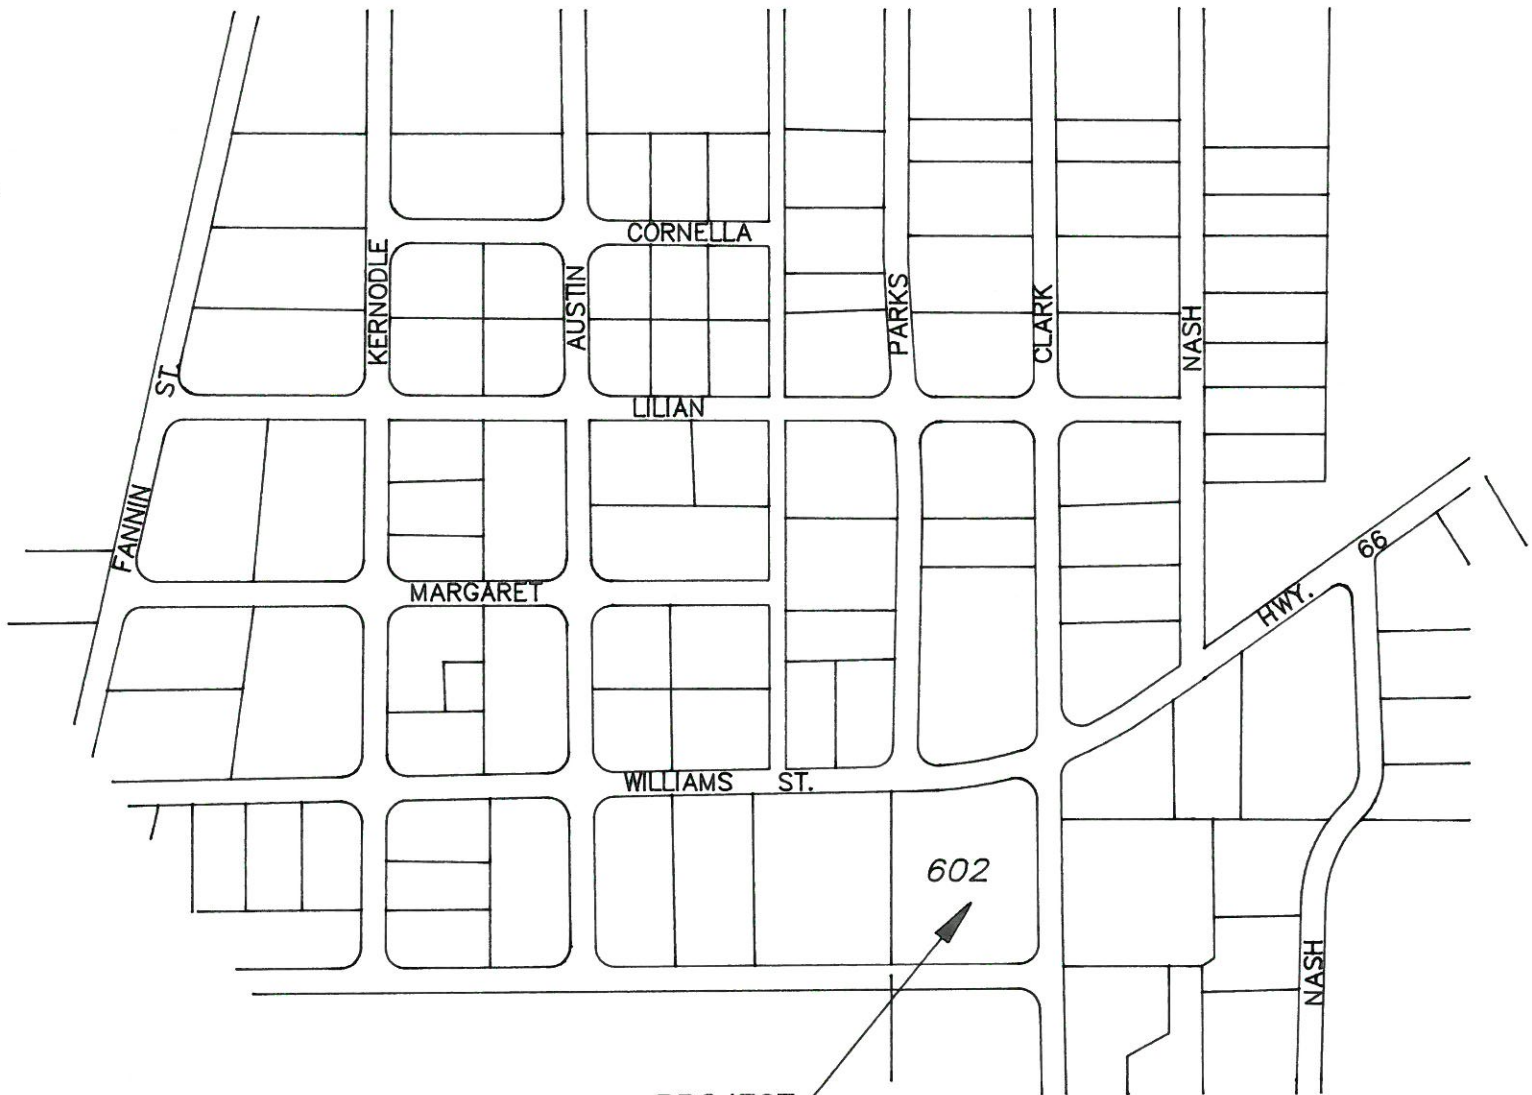 CORNELLA
KERNODLE
AUSTIN
PARKS
CLARK
NASH
ST.
LILIAN
FANNIN
MARGARET
HWY. 66
WILLIAMS ST.
602
NASH